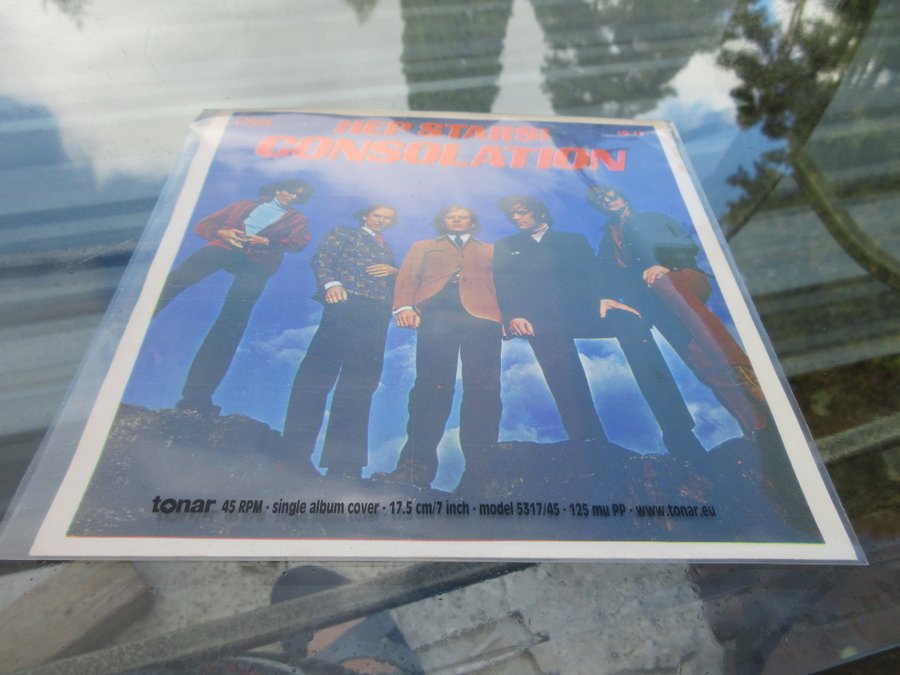 HEP STARS:
CONSOLATION
tonar 45 RPM · single album cover · 17.5 cm/7 inch · model 5317/45 · 125 mu PP · www.tonar.eu